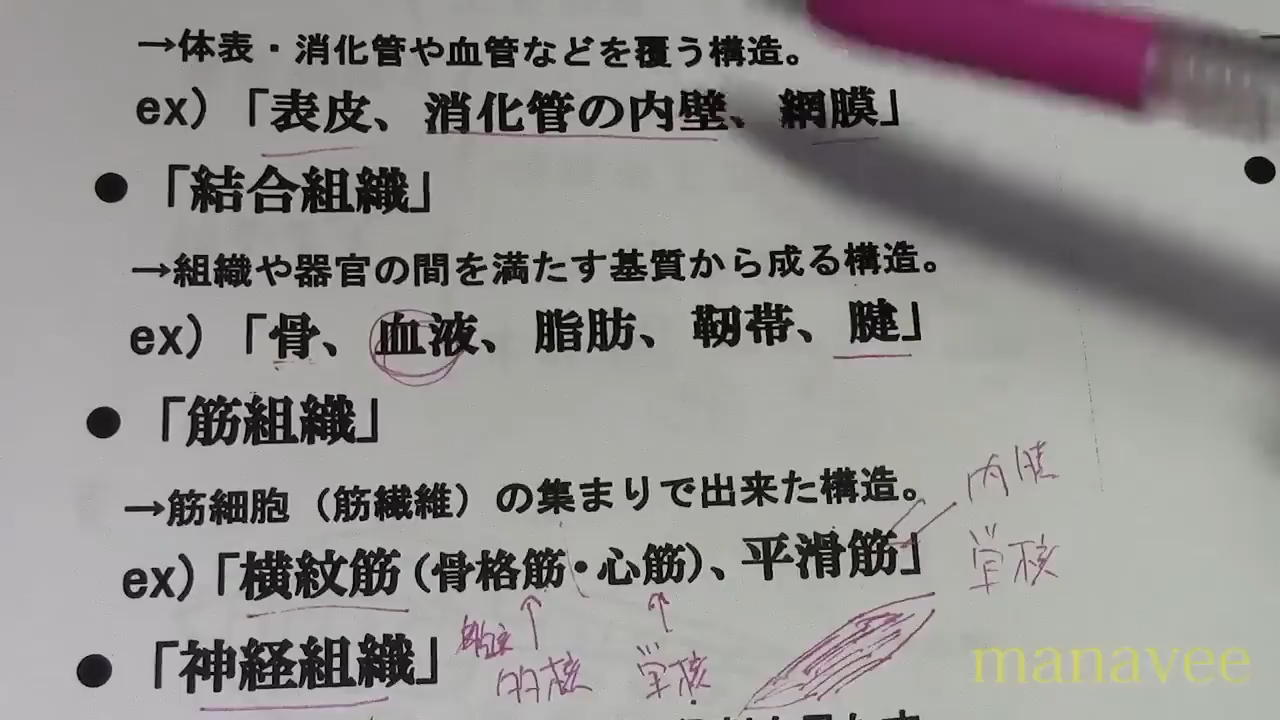 →体表・消化管や血管などを覆う構造。
ex)「表皮、消化管の内壁、網膜」
●「結合組織」
→組織や器官の間を満たす基質から成る構造。
ex)「骨、血液、脂肪、靭帯、腱」
●「筋組織」
→筋細胞（筋繊維）の集まりで出来た構造。
内臓
ex)「横紋筋(骨格筋・心筋)、平滑筋」
単核
●「神経組織」
多核
単核
manavee